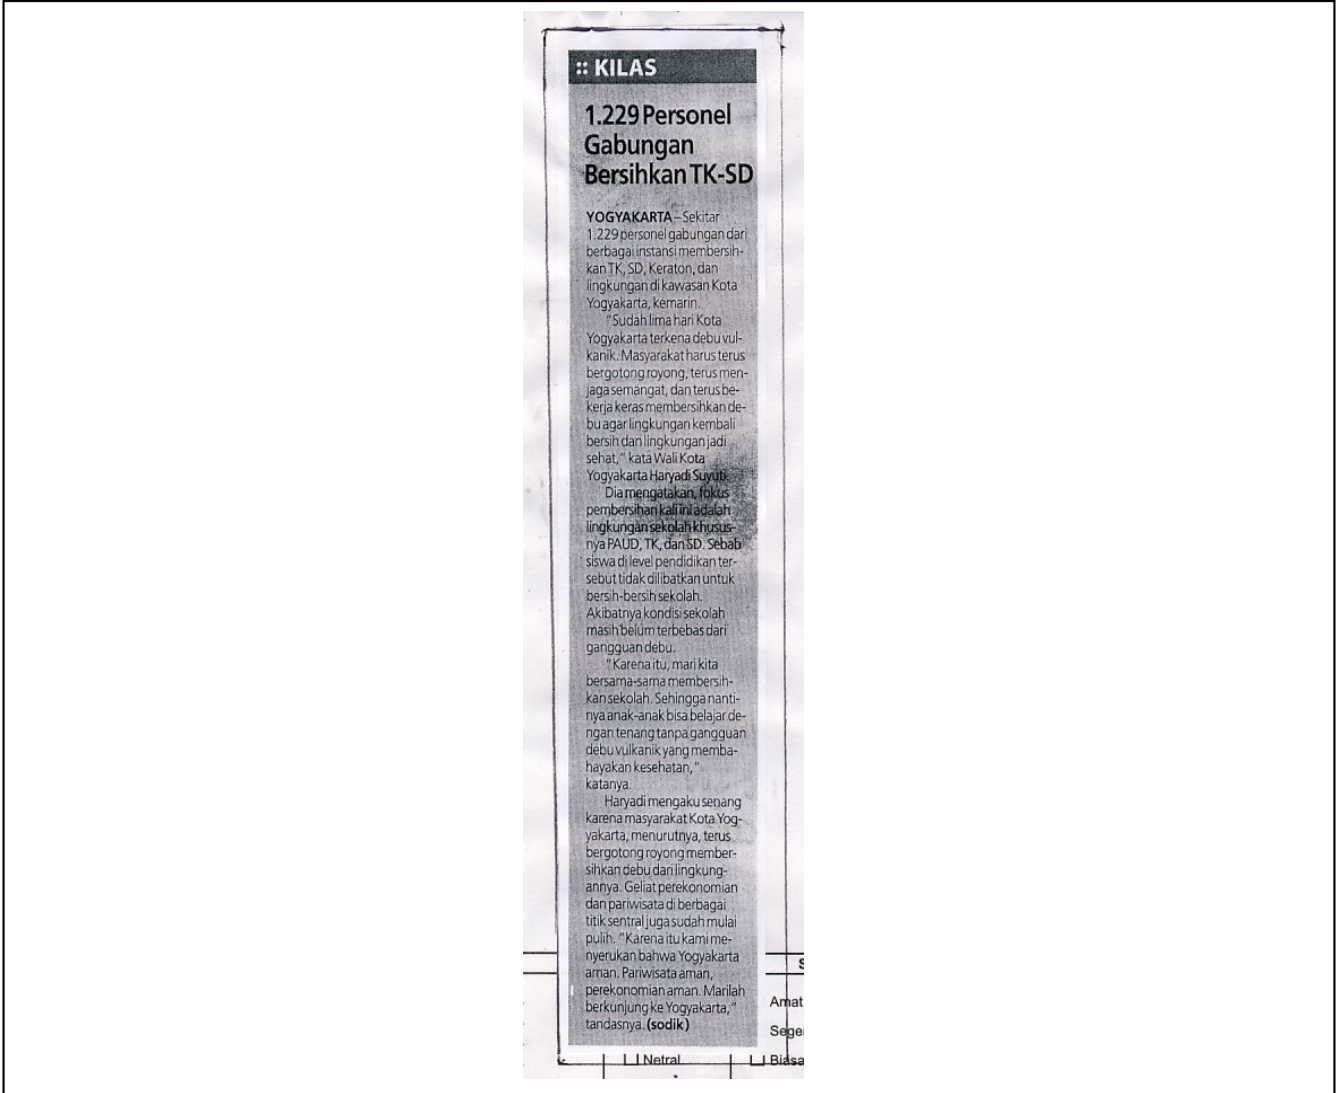 :: KILAS
1.229 Personel
Gabungan
Bersihkan TK-SD
YOGYAKARTA – Sekitar
1.229 personel gabungan dari
berbagai instansi membersih-
kan TK, SD, Keraton, dan
lingkungan di kawasan Kota
Yogyakarta, kemarin.
"Sudah lima hari Kota
Yogyakarta terkena debu vul-
kanik. Masyarakat harus terus
bergotong royong, terus men-
jaga semangat, dan terus be-
kerja keras membersihkan de-
bu agar lingkungan kembali
bersih dan lingkungan jadi
sehat," kata Wali Kota
Yogyakarta Haryadi Suyuti.
Dia mengatakan, fokus
pembersihan kali ini adalah
lingkungan sekolah khusus-
nya PAUD, TK, dan SD. Sebab
siswa di level pendidikan ter-
sebut tidak dilibatkan untuk
bersih-bersih sekolah.
Akibatnya kondisi sekolah
masih belum terbebas dari
gangguan debu.
"Karena itu, mari kita
bersama-sama membersih-
kan sekolah. Sehingga nanti-
nya anak-anak bisa belajar de-
ngan tenang tanpa gangguan
debu vulkanik yang memba-
hayakan kesehatan,"
katanya.
Haryadi mengaku senang
karena masyarakat Kota Yog-
yakarta, menurutnya, terus
bergotong royong member-
sihkan debu dari lingkung-
annya. Geliat perekonomian
dan pariwisata di berbagai
titik sentral juga sudah mulai
pulih. "Karena itu kami me-
nyerukan bahwa Yogyakarta
aman. Pariwisata aman,
perekonomian aman. Marilah
berkunjung ke Yogyakarta,"
tandasnya. (sodik)
S
Amat
Sege
Netral
Biasa